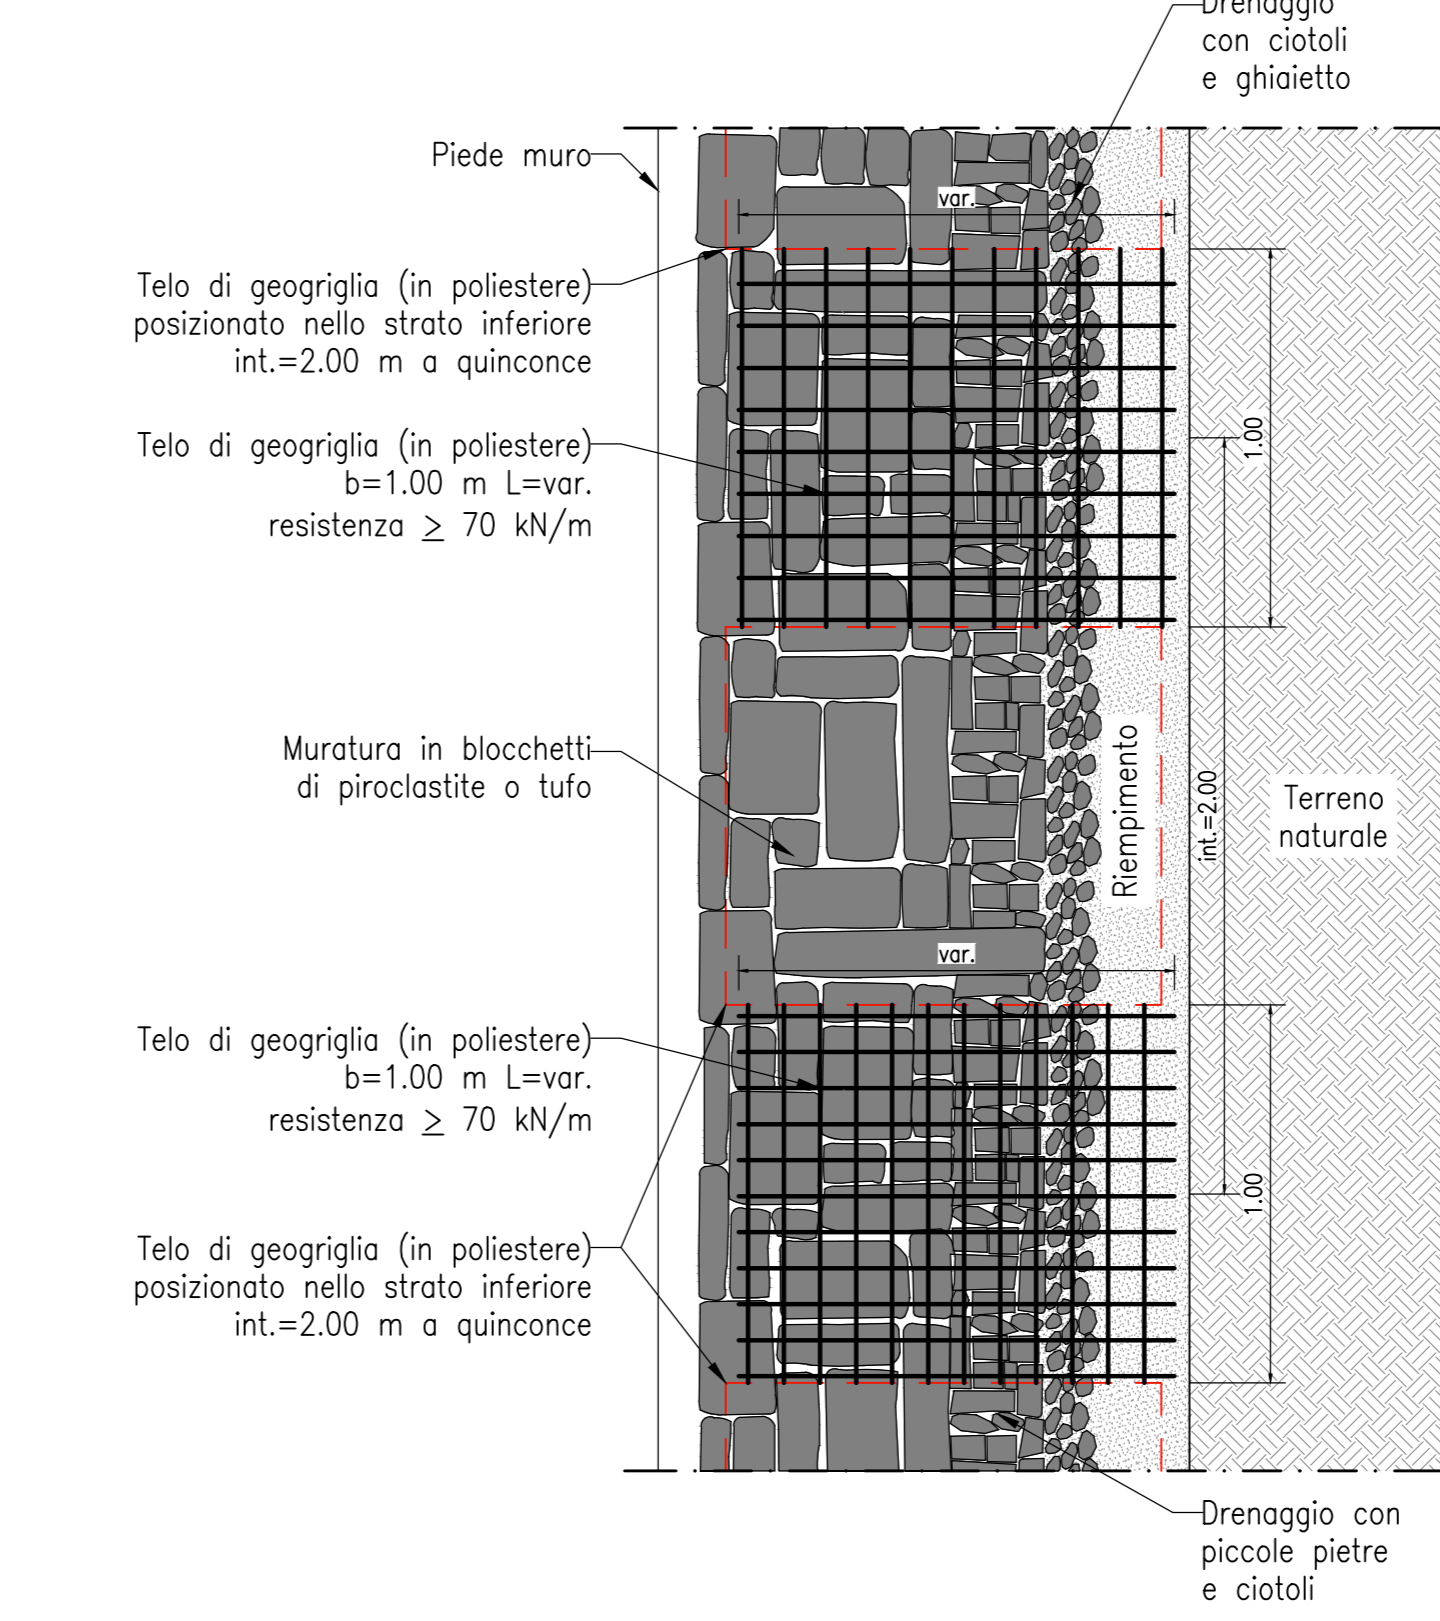 Drenaggio
con ciotoli
e ghiaietto
Piede muro
var.
Telo di geogriglia (in poliestere)
posizionato nello strato inferiore
int.=2.00 m a quinconce
1.00
Telo di geogriglia (in poliestere)
b=1.00 m L=var.
resistenza ≥ 70 kN/m
Muratura in blocchetti
di piroclastite o tufo
Riempimento
int.=2.00
Terreno
naturale
var.
Telo di geogriglia (in poliestere)
b=1.00 m L=var.
resistenza ≥ 70 kN/m
1.00
Telo di geogriglia (in poliestere)
posizionato nello strato inferiore
int.=2.00 m a quinconce
Drenaggio con
piccole pietre
e ciotoli